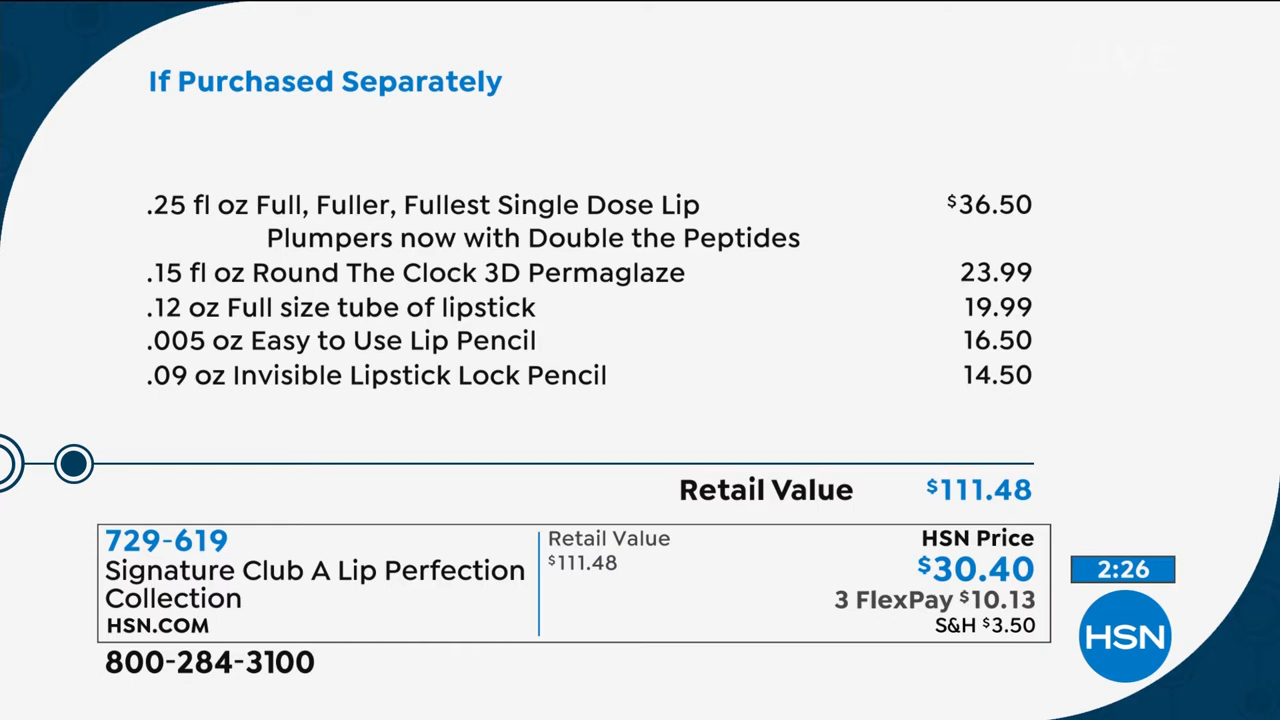 If Purchased Separately
.25 fl oz Full, Fuller, Fullest Single Dose Lip $36.50
Plumpers now with Double the Peptides
.15 fl oz Round The Clock 3D Permaglaze 23.99
.12 oz Full size tube of lipstick 19.99
.005 oz Easy to Use Lip Pencil 16.50
.09 oz Invisible Lipstick Lock Pencil 14.50
Retail Value $111.48
729-619
Signature Club A Lip Perfection
Collection
HSN.COM
Retail Value
$111.48
HSN Price
$30.40
3 FlexPay $10.13
S&H $3.50
2:26
HSN
800-284-3100